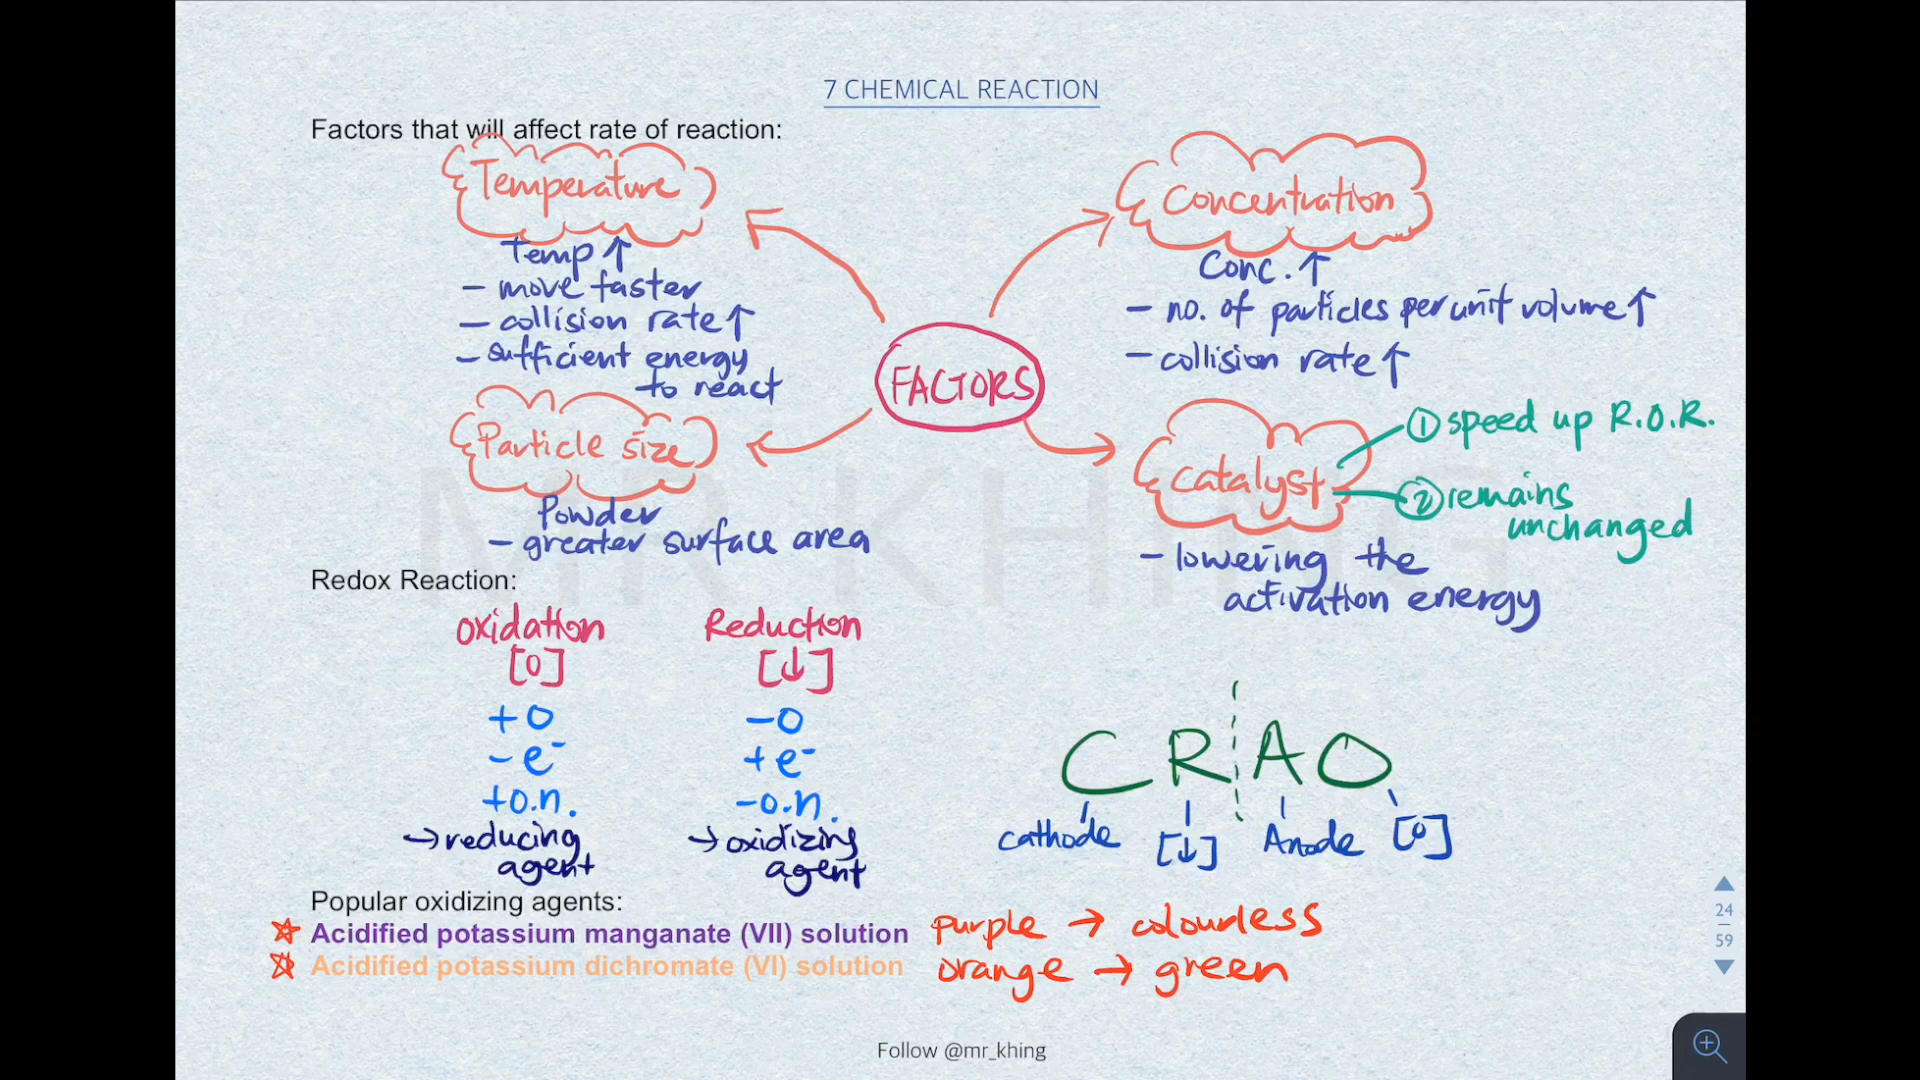 7 CHEMICAL REACTION
Factors that will affect rate of reaction:
Temperature
Temp ↑
- move faster
- collision rate ↑
- sufficient energy
to react
Concentration
Conc. ↑
- no. of particles per unit volume ↑
- collision rate ↑
FACTORS
Particle size
Powder
- greater surface area
catalyst
① speed up R.O.R.
② remains
unchanged
- lowering the
activation energy
MR KHING
Redox Reaction:
oxidation
[O]
+O
-e⁻
+o.n.
→ reducing
agent
Reduction
[↓]
-O
+e⁻
-o.n.
→ oxidizing
agent
CR¦AO
cathode [↓] Anode [O]
Popular oxidizing agents:
☆ Acidified potassium manganate (VII) solution purple → colourless
☆ Acidified potassium dichromate (VI) solution orange → green
24
59
Follow @mr_khing